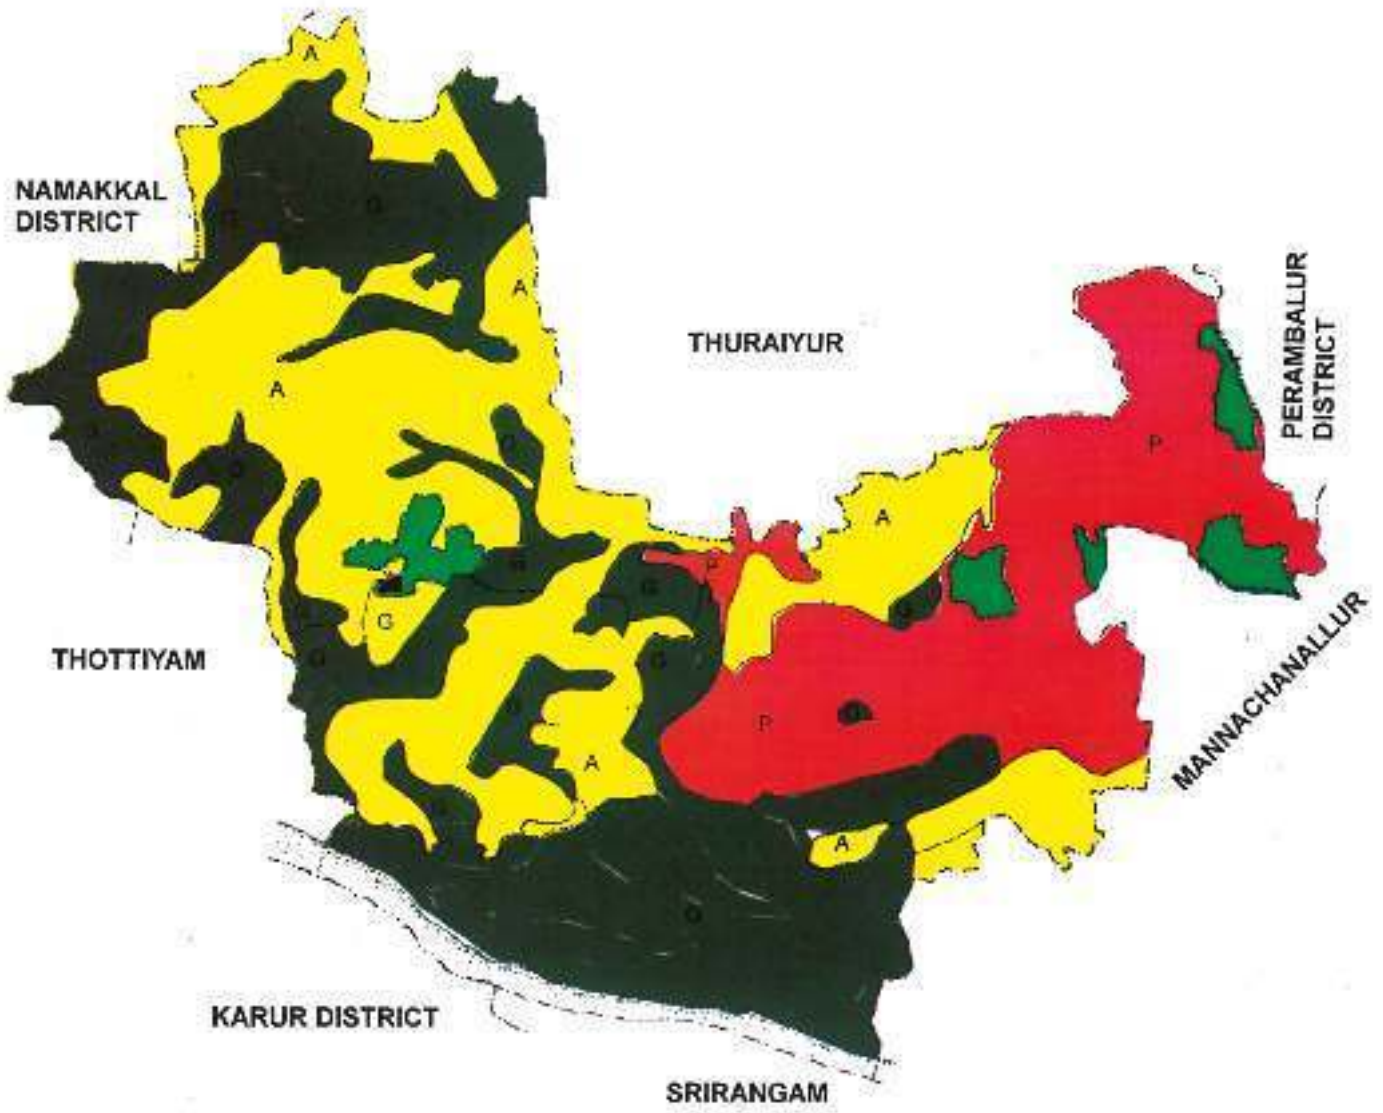 A
NAMAKKAL
DISTRICT
G
G
A
PERAMBALUR
DISTRICT
THURAIYUR
A
G
P
G
A
G
P
G
G
G
G
THOTTIYAM
G
G
MANNACHANALLUR
G
P
G
A
G
A
G
KARUR DISTRICT
SRIRANGAM